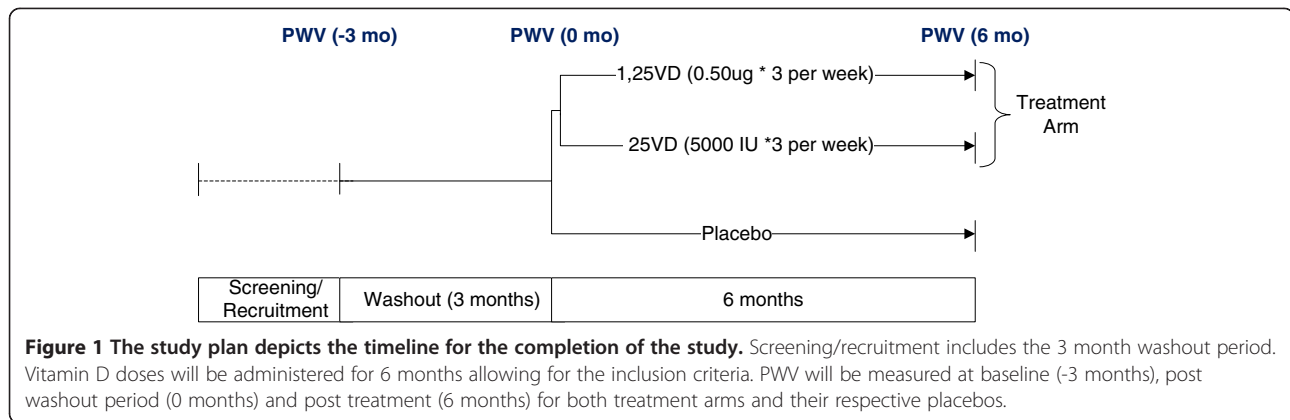 PWV (-3 mo) PWV (0 mo) PWV (6 mo)
1,25VD (0.50ug * 3 per week)
Treatment
Arm
25VD (5000 IU *3 per week)
Placebo
Screening/
Recruitment
Washout (3 months)
6 months
Figure 1 The study plan depicts the timeline for the completion of the study. Screening/recruitment includes the 3 month washout period.
Vitamin D doses will be administered for 6 months allowing for the inclusion criteria. PWV will be measured at baseline (-3 months), post
washout period (0 months) and post treatment (6 months) for both treatment arms and their respective placebos.